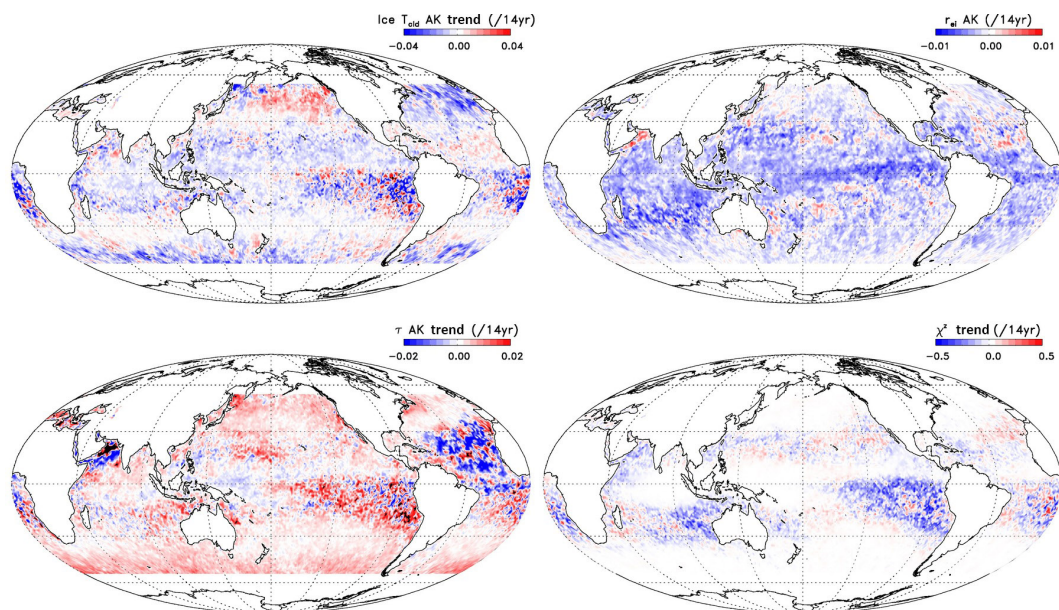 Ice T_cld AK trend (/14yr)
-0.04 0.00 0.04
r_ei AK (/14yr)
-0.01 0.00 0.01
τ AK trend (/14yr)
-0.02 0.00 0.02
χ² trend (/14yr)
-0.5 0.0 0.5